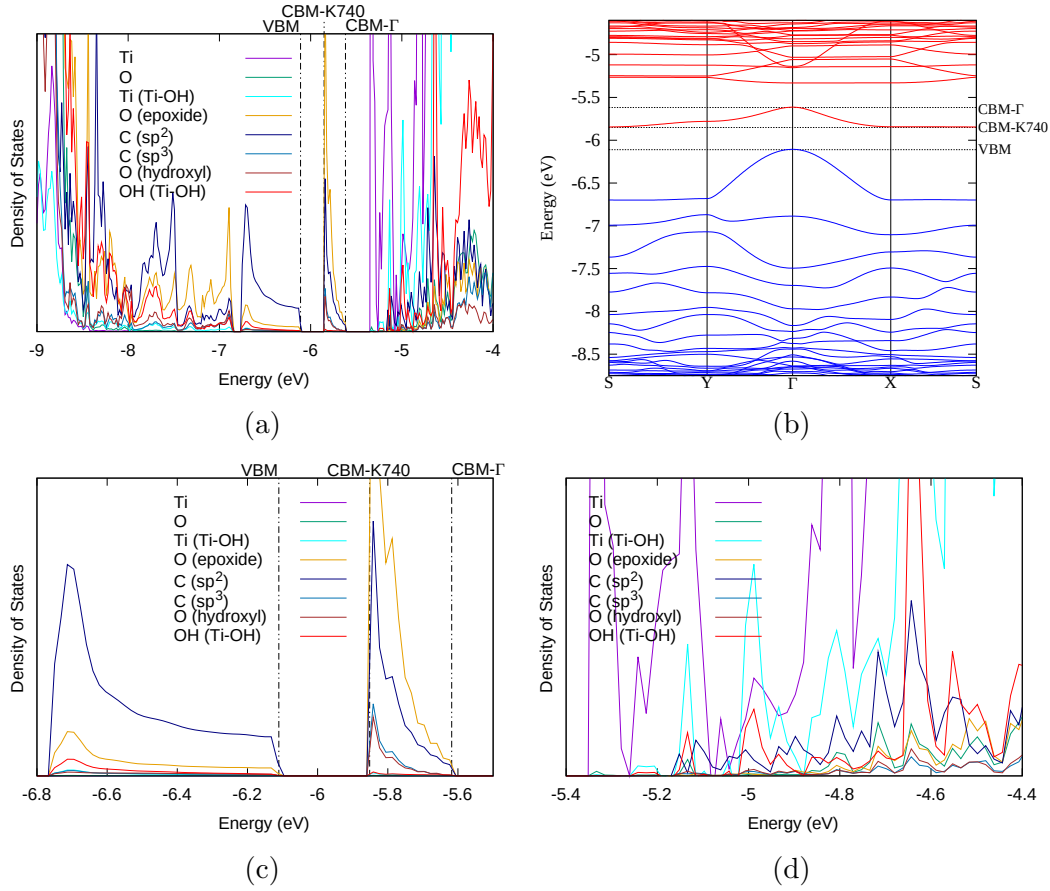 CBM-K740
VBM
CBM-Γ
Density of States
Ti
O
Ti (Ti-OH)
O (epoxide)
C (sp²)
C (sp³)
O (hydroxyl)
OH (Ti-OH)
-9 -8 -7 -6 -5 -4
Energy (eV)
(a)
Energy (eV)
-5
-5.5
-6
-6.5
-7
-7.5
-8
-8.5
CBM-Γ
CBM-K740
VBM
S Y Γ X S
(b)
VBM CBM-K740 CBM-Γ
Density of States
Ti
O
Ti (Ti-OH)
O (epoxide)
C (sp²)
C (sp³)
O (hydroxyl)
OH (Ti-OH)
-6.8 -6.6 -6.4 -6.2 -6 -5.8 -5.6
Energy (eV)
(c)
Density of States
Ti
O
Ti (Ti-OH)
O (epoxide)
C (sp²)
C (sp³)
O (hydroxyl)
OH (Ti-OH)
-5.4 -5.2 -5 -4.8 -4.6 -4.4
Energy (eV)
(d)